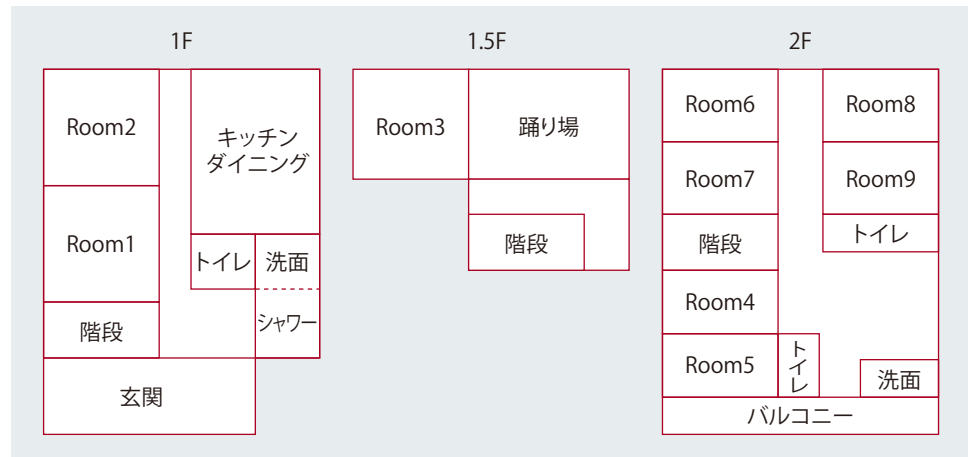 1F
Room2
キッチン
ダイニング
Room1
トイレ
洗面
シャワー
階段
玄関
1.5F
Room3
踊り場
階段
2F
Room6
Room8
Room7
Room9
階段
トイレ
Room4
Room5
トイレ
洗面
バルコニー